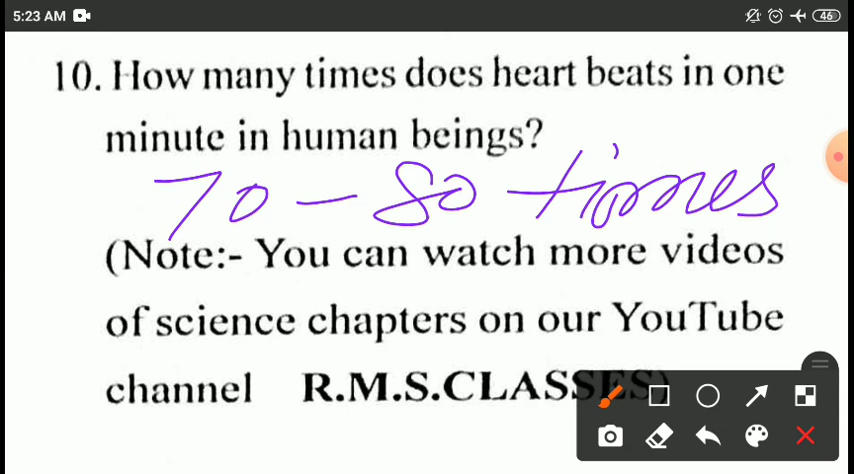 5:23 AM 46
10. How many times does heart beats in one
minute in human beings?
70 - 80 times
(Note:- You can watch more videos
of science chapters on our YouTube
channel R.M.S.CLASSES)